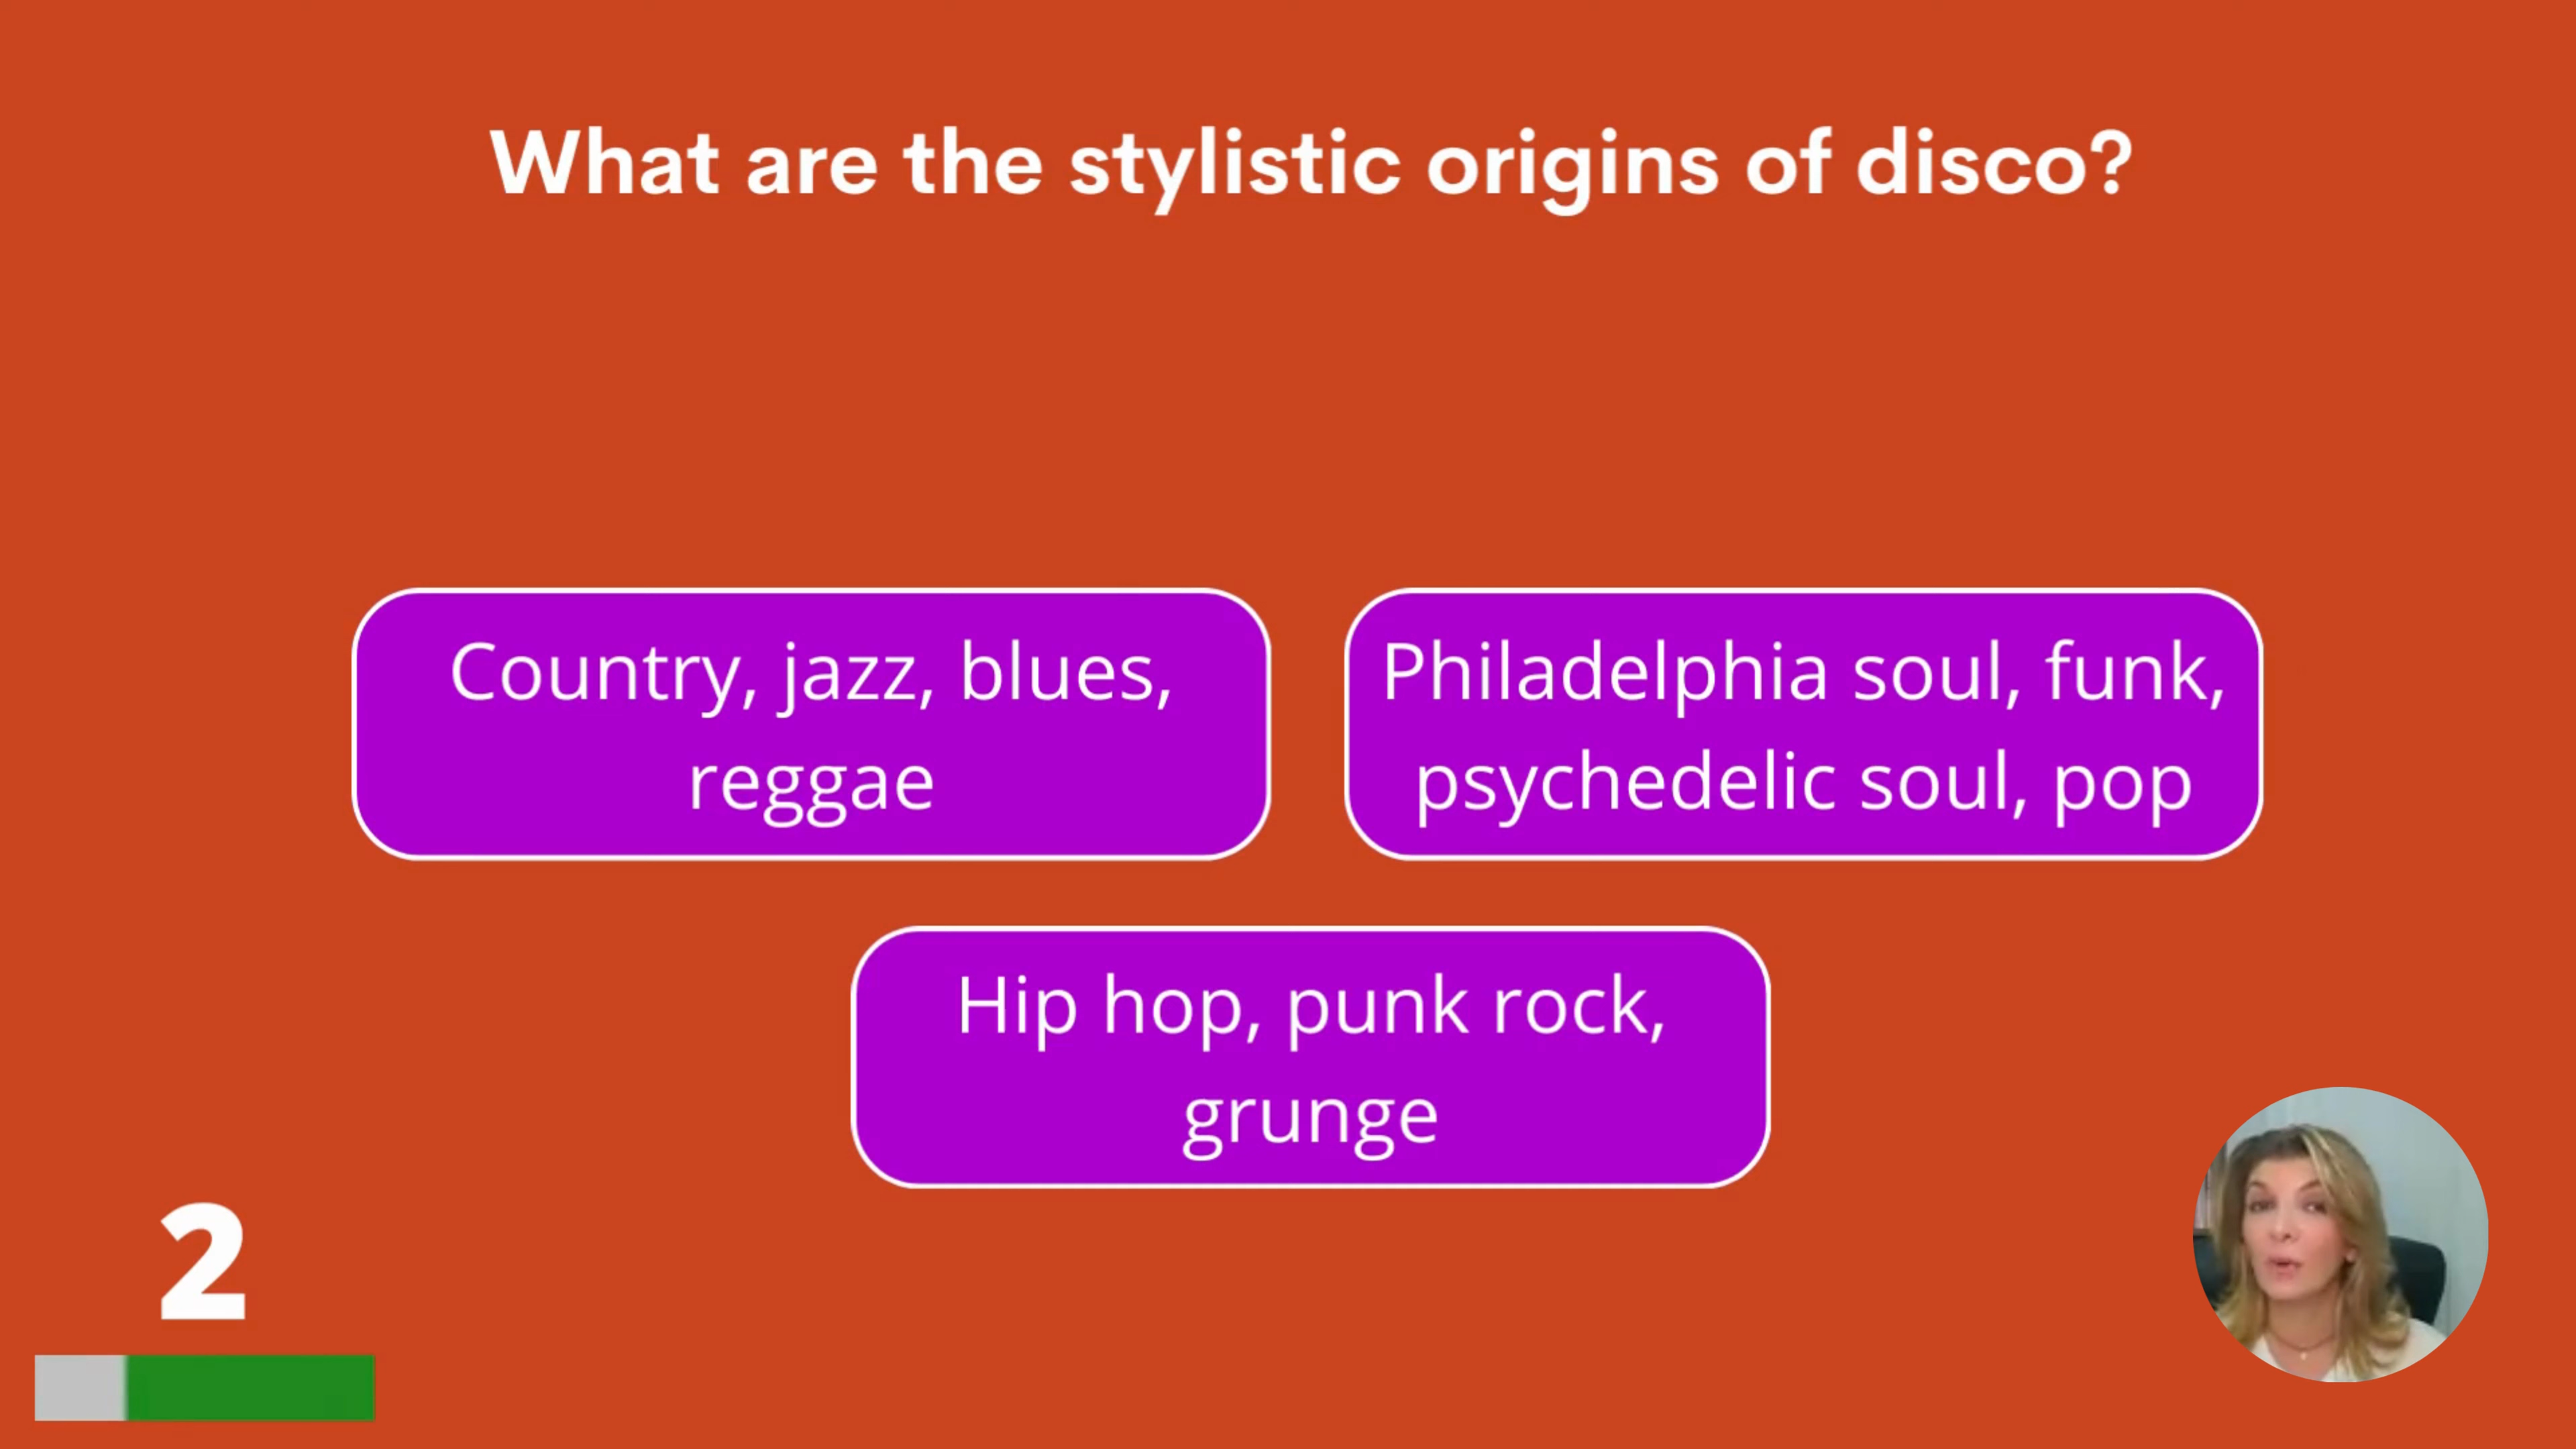 What are the stylistic origins of disco?
Country, jazz, blues,
reggae
Philadelphia soul, funk,
psychedelic soul, pop
Hip hop, punk rock,
grunge
2